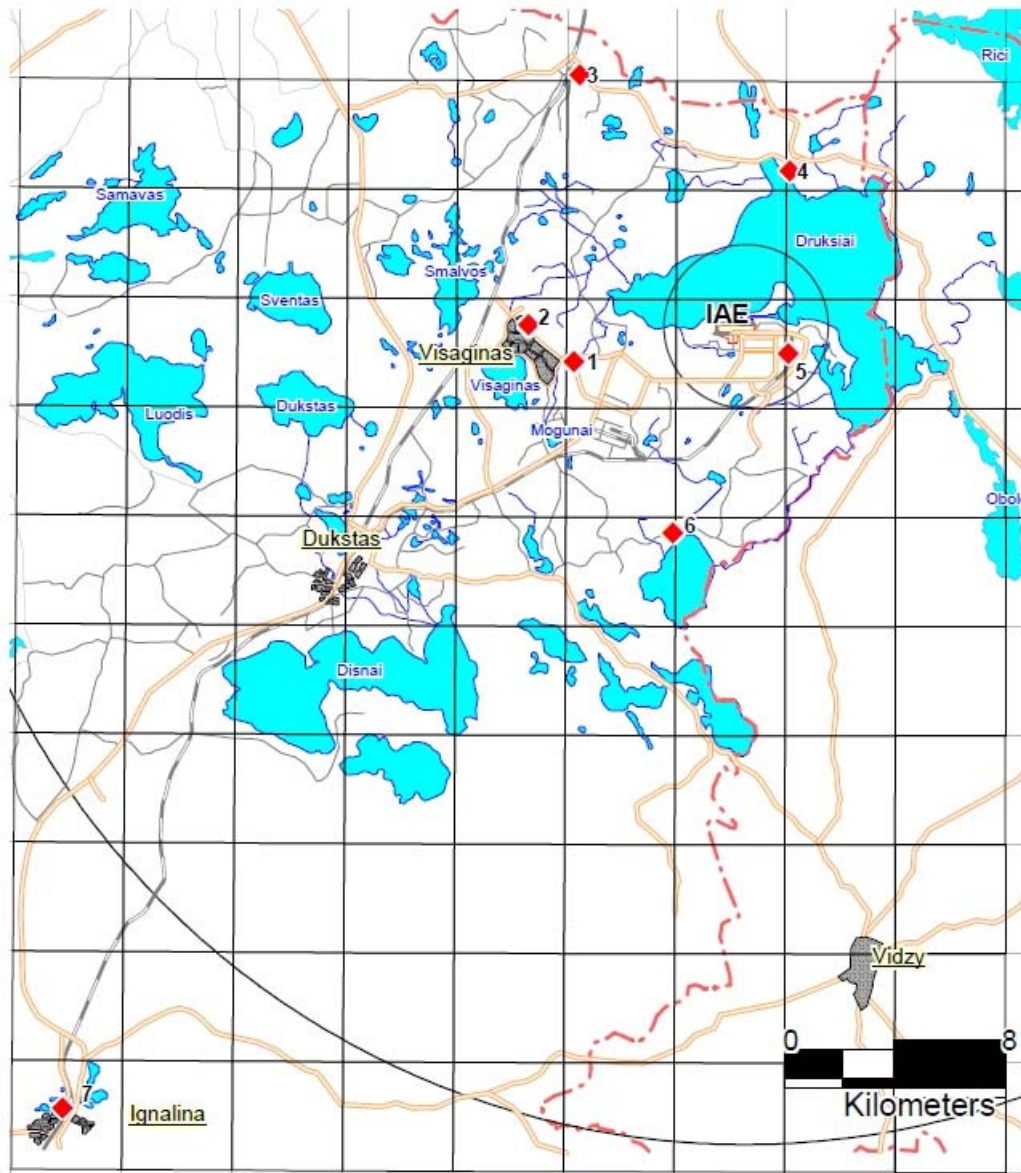 Rici
3
Samavas
4
Druksiai
Smalvos
Sventas
IAE
2
Visaginas
1
5
Visaginas
Luodis
Dukstas
Mogunai
6
Dukstas
Disnai
Vidzy
0 8
Kilometers
7
Ignalina